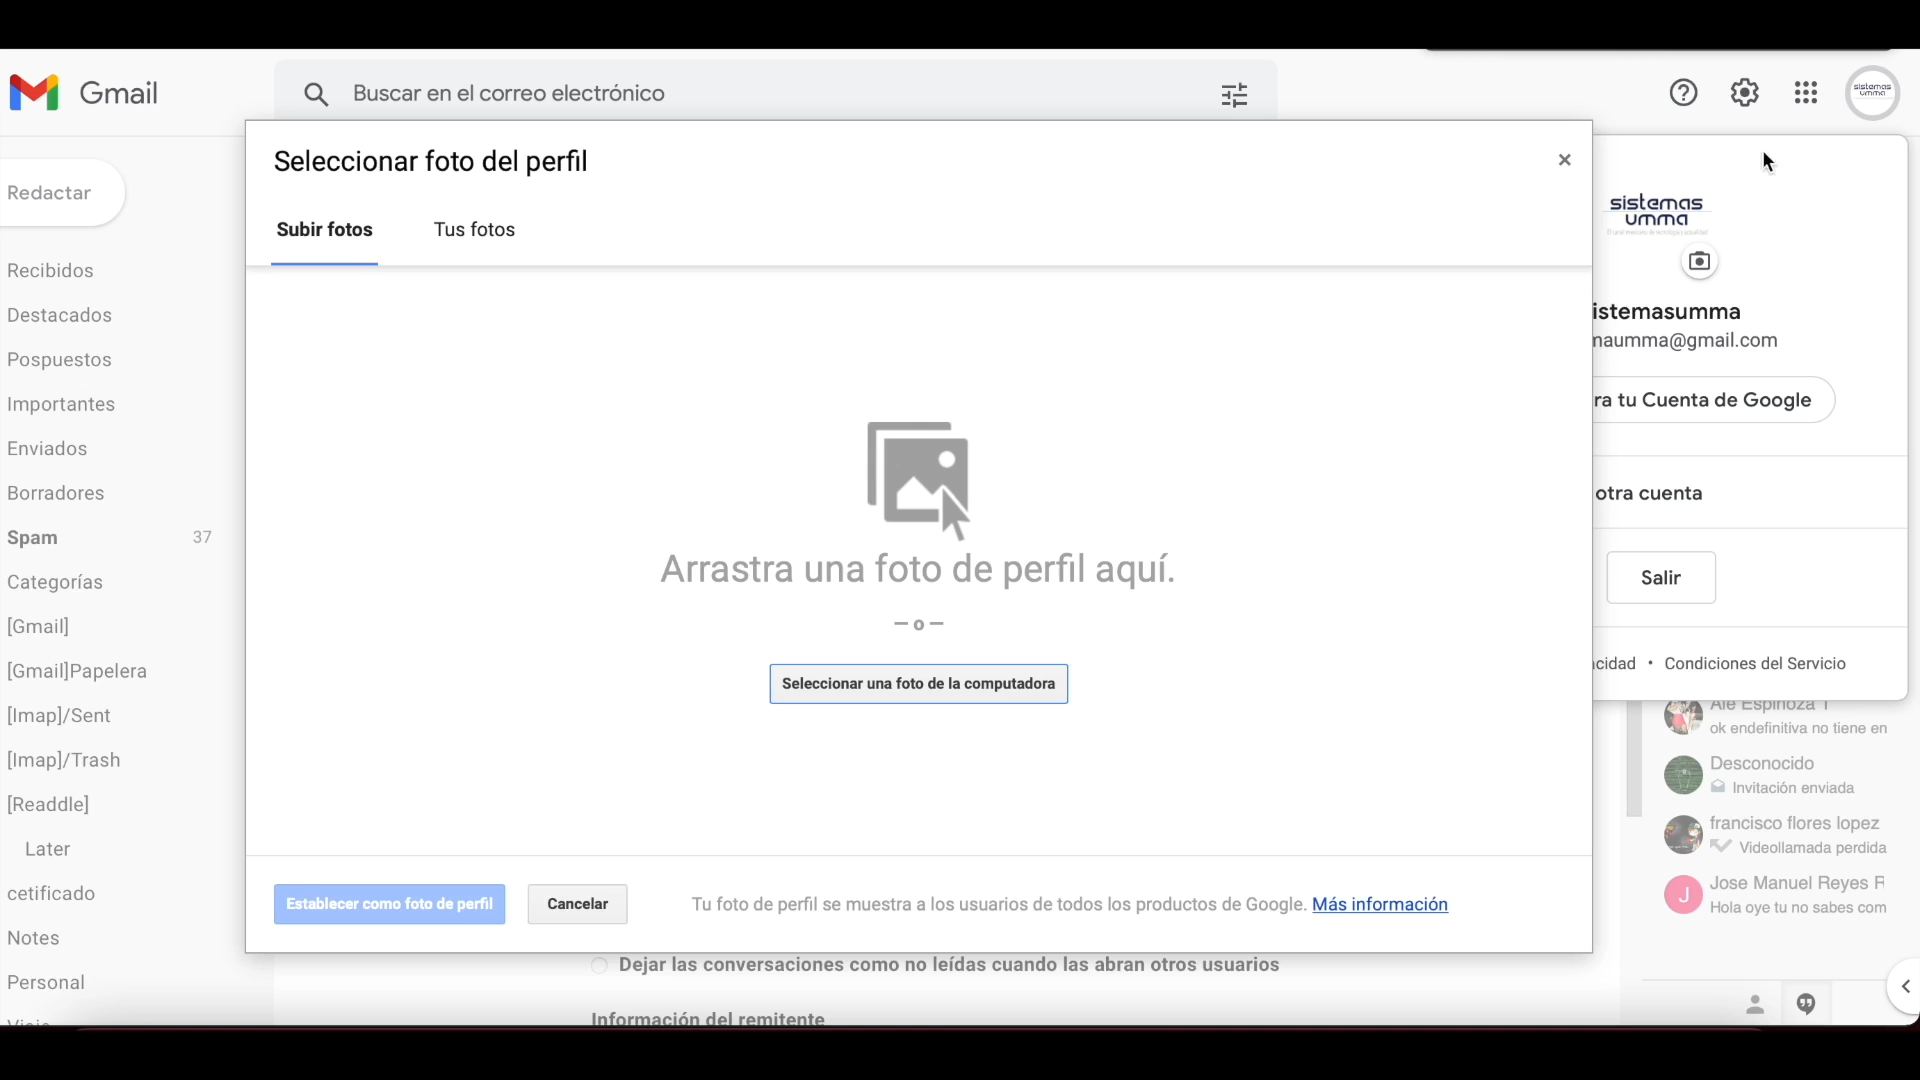 Gmail
Buscar en el correo electrónico
sistemas
umma
Redactar
Recibidos
Destacados
Pospuestos
Importantes
Enviados
Borradores
Spam 37
Categorías
[Gmail]
[Gmail]Papelera
[Imap]/Sent
[Imap]/Trash
[Readdle]
Later
cetificado
Notes
Personal
Seleccionar foto del perfil
×
Subir fotos Tus fotos
Arrastra una foto de perfil aquí.
– o –
Seleccionar una foto de la computadora
Establecer como foto de perfil Cancelar Tu foto de perfil se muestra a los usuarios de todos los productos de Google. Más información
Dejar las conversaciones como no leídas cuando las abran otros usuarios
Información del remitente
sistemas
umma
istemasumma
naumma@gmail.com
ra tu Cuenta de Google
otra cuenta
Salir
cidad • Condiciones del Servicio
Ale Espinoza T
ok endefinitiva no tiene en
Desconocido
Invitación enviada
francisco flores lopez
Videollamada perdida
J
Jose Manuel Reyes R
Hola oye tu no sabes com